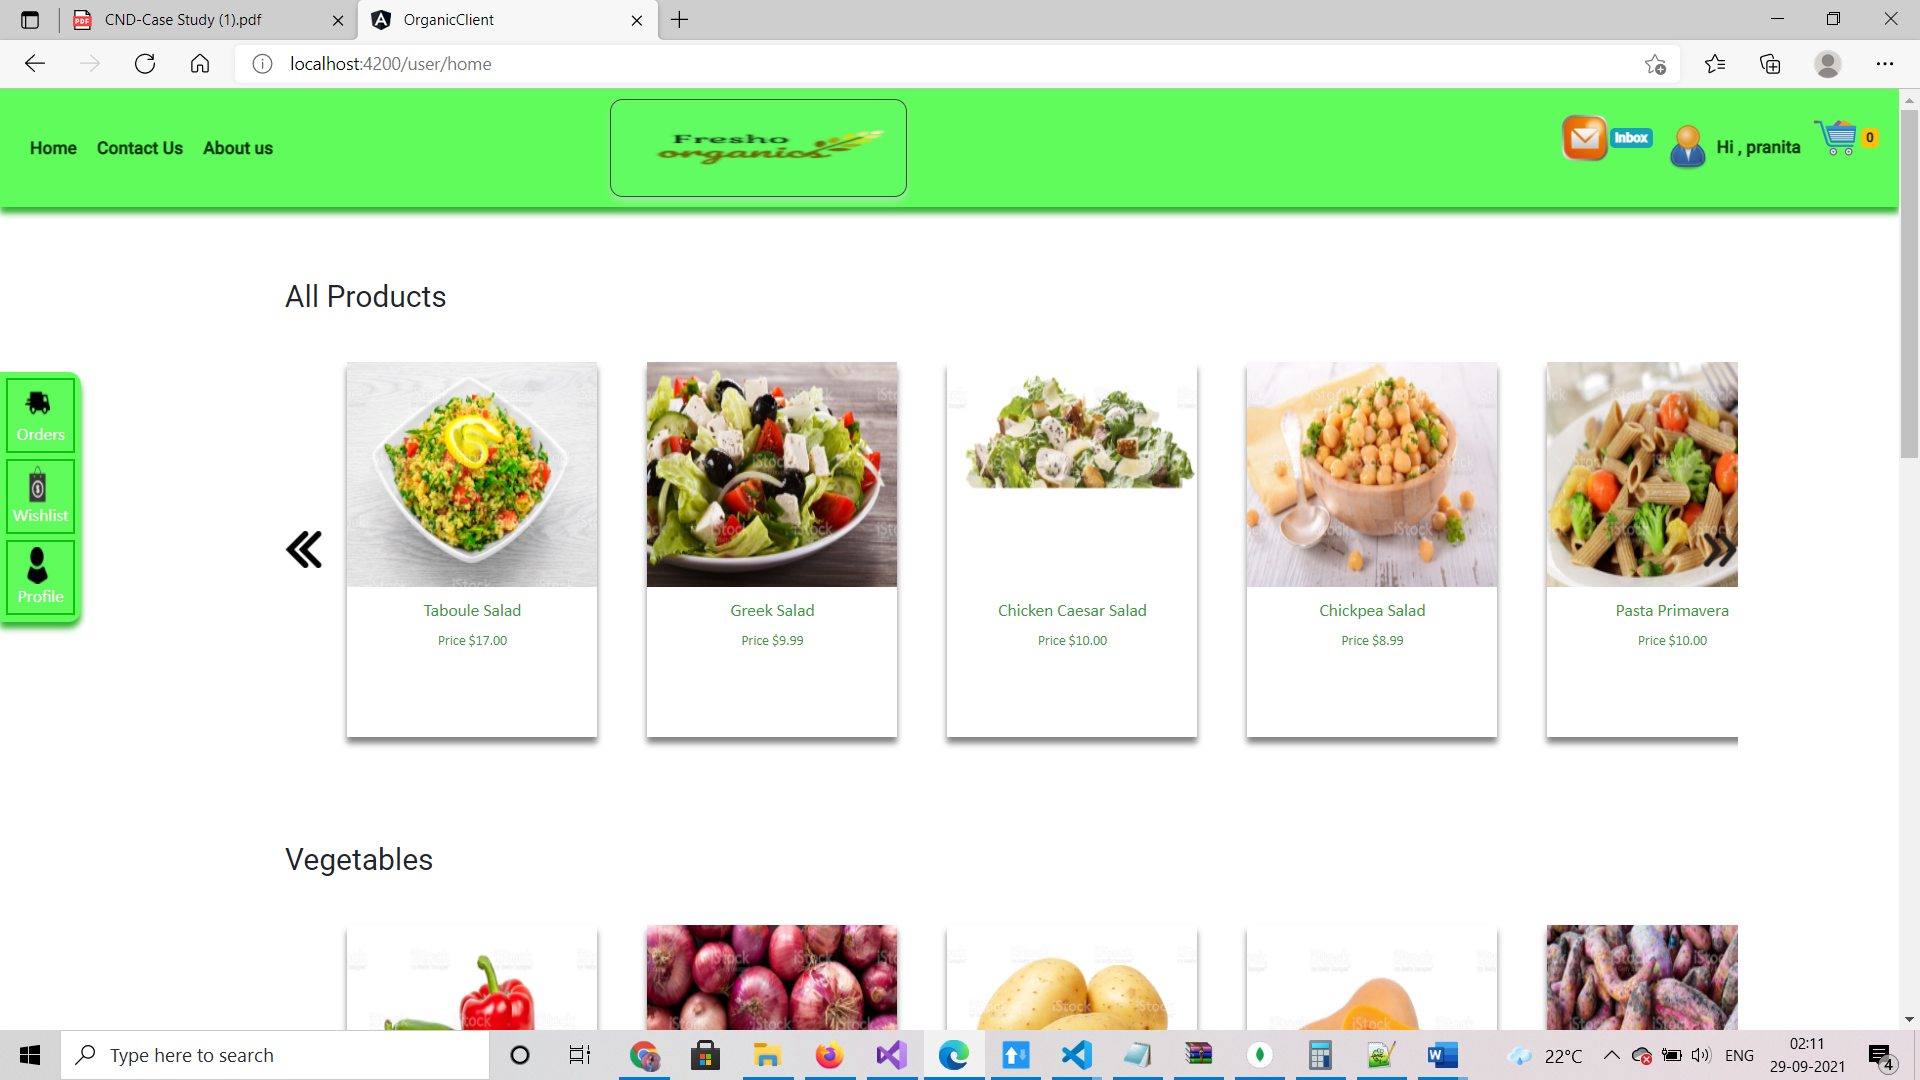 CND-Case Study (1).pdf
OrganicClient
localhost:4200/user/home
Home
Contact Us
About us
Fresho
organics
Inbox
Hi , pranita
0
All Products
Orders
Wishlist
Profile
Taboule Salad
Price $17.00
Greek Salad
Price $9.99
Chicken Caesar Salad
Price $10.00
Chickpea Salad
Price $8.99
Pasta Primavera
Price $10.00
Vegetables
iStock
Type here to search
22°C
ENG
02:11
29-09-2021
4